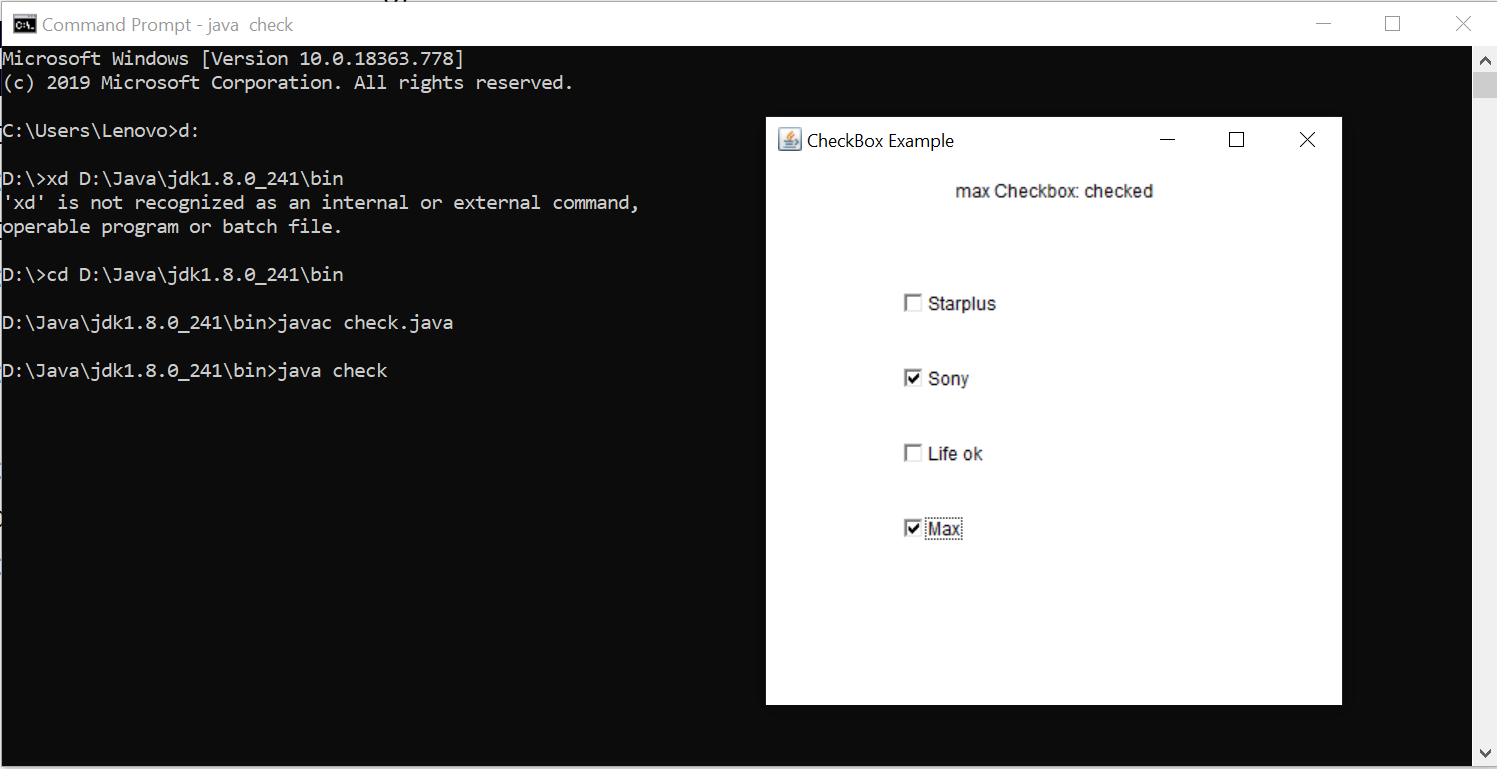 Command Prompt - java  check
Microsoft Windows [Version 10.0.18363.778]
(c) 2019 Microsoft Corporation. All rights reserved.
C:\Users\Lenovo>d:
D:\>xd D:\Java\jdk1.8.0_241\bin
'xd' is not recognized as an internal or external command,
operable program or batch file.
D:\>cd D:\Java\jdk1.8.0_241\bin
D:\Java\jdk1.8.0_241\bin>javac check.java
D:\Java\jdk1.8.0_241\bin>java check
CheckBox Example
max Checkbox: checked
Starplus
Sony
Life ok
Max